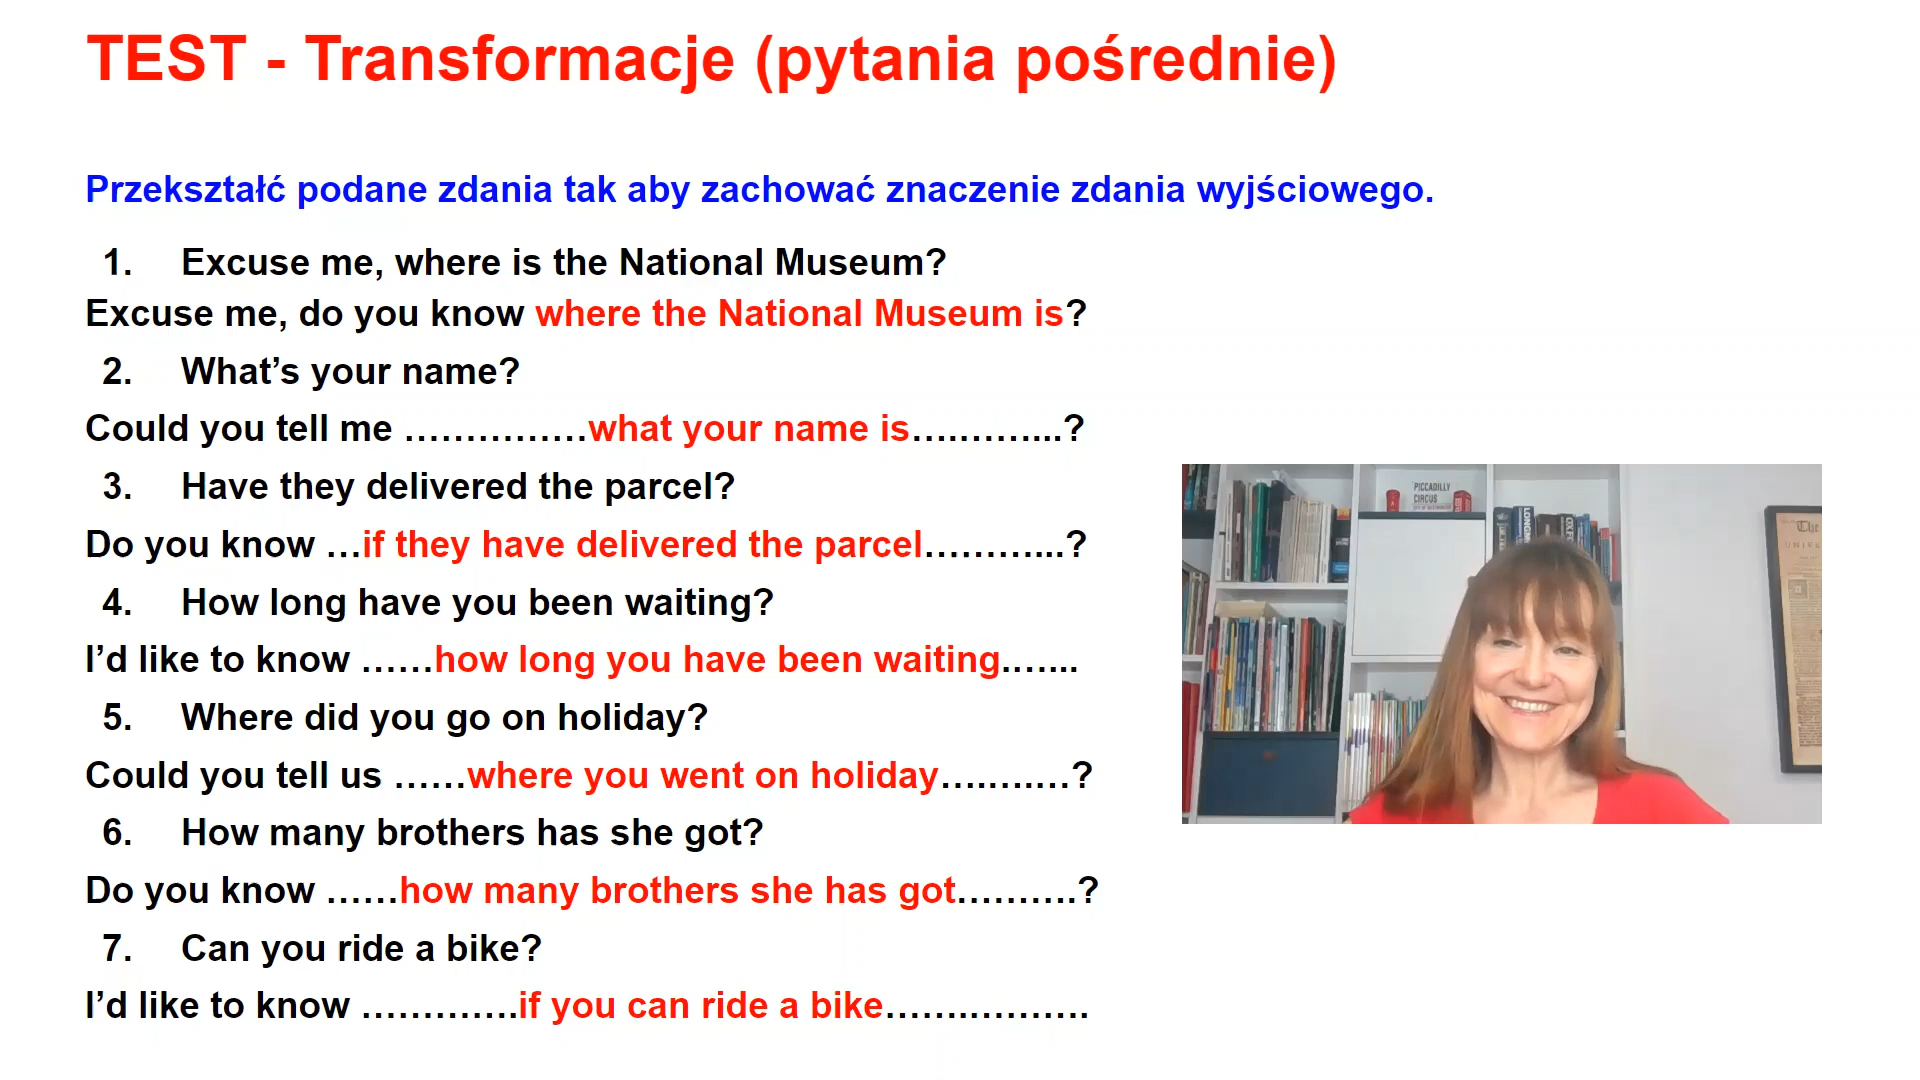 TEST - Transformacje (pytania pośrednie)
Przekształć podane zdania tak aby zachować znaczenie zdania wyjściowego.
1. Excuse me, where is the National Museum?
Excuse me, do you know where the National Museum is?
2. What’s your name?
Could you tell me ……………what your name is….……...?
3. Have they delivered the parcel?
Do you know …if they have delivered the parcel………...?
4. How long have you been waiting?
I’d like to know ……how long you have been waiting.…...
5. Where did you go on holiday?
Could you tell us ……where you went on holiday….….…?
6. How many brothers has she got?
Do you know ……how many brothers she has got……….?
7. Can you ride a bike?
I’d like to know ………….if you can ride a bike…….……….
PICCADILLY
CIRCUS
The